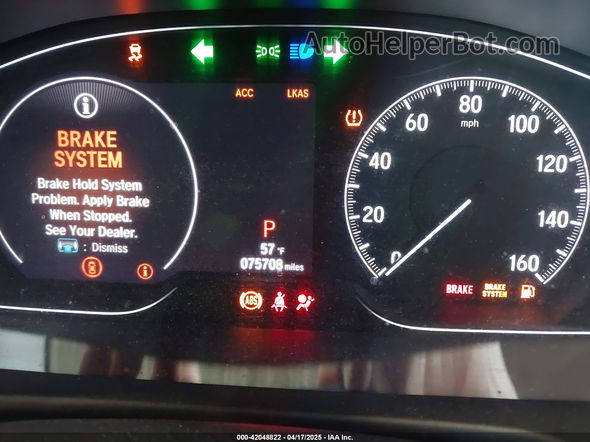 AutoHelperBot.com
ACC LKAS
i
BRAKE
SYSTEM
Brake Hold System
Problem. Apply Brake
When Stopped.
See Your Dealer.
: Dismiss
P
57 °F
075708 miles
ABS
0
20
40
60
80
100
120
140
160
mph
BRAKE
BRAKE
SYSTEM
000-42048822 - 04/17/2025 - IAA Inc.